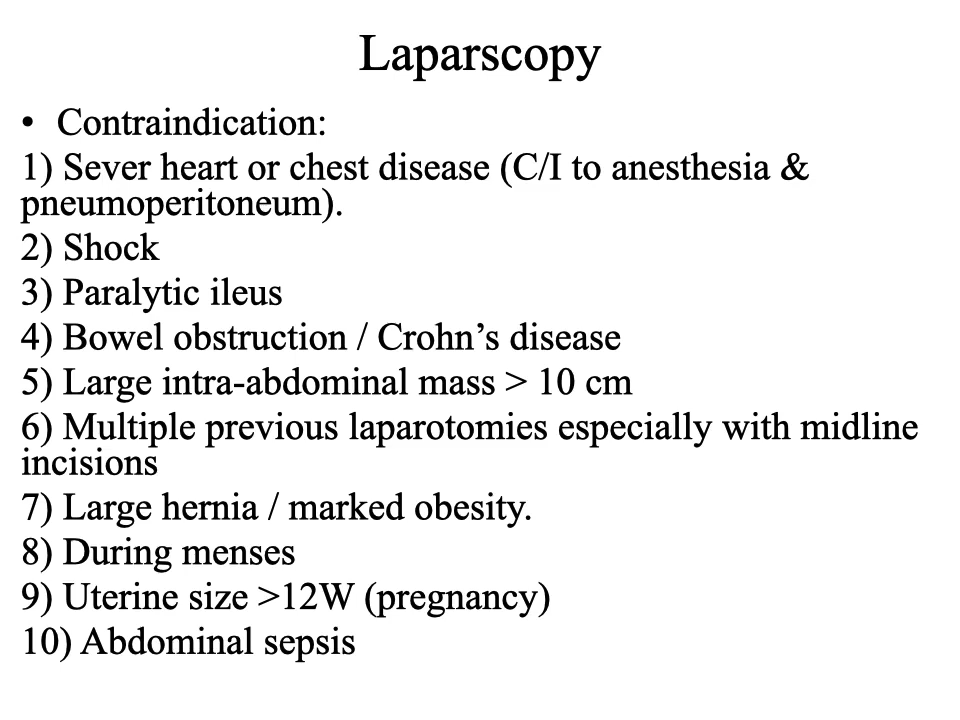 Laparscopy
• Contraindication:
1) Sever heart or chest disease (C/I to anesthesia &
pneumoperitoneum).
2) Shock
3) Paralytic ileus
4) Bowel obstruction / Crohn’s disease
5) Large intra-abdominal mass > 10 cm
6) Multiple previous laparotomies especially with midline
incisions
7) Large hernia / marked obesity.
8) During menses
9) Uterine size >12W (pregnancy)
10) Abdominal sepsis